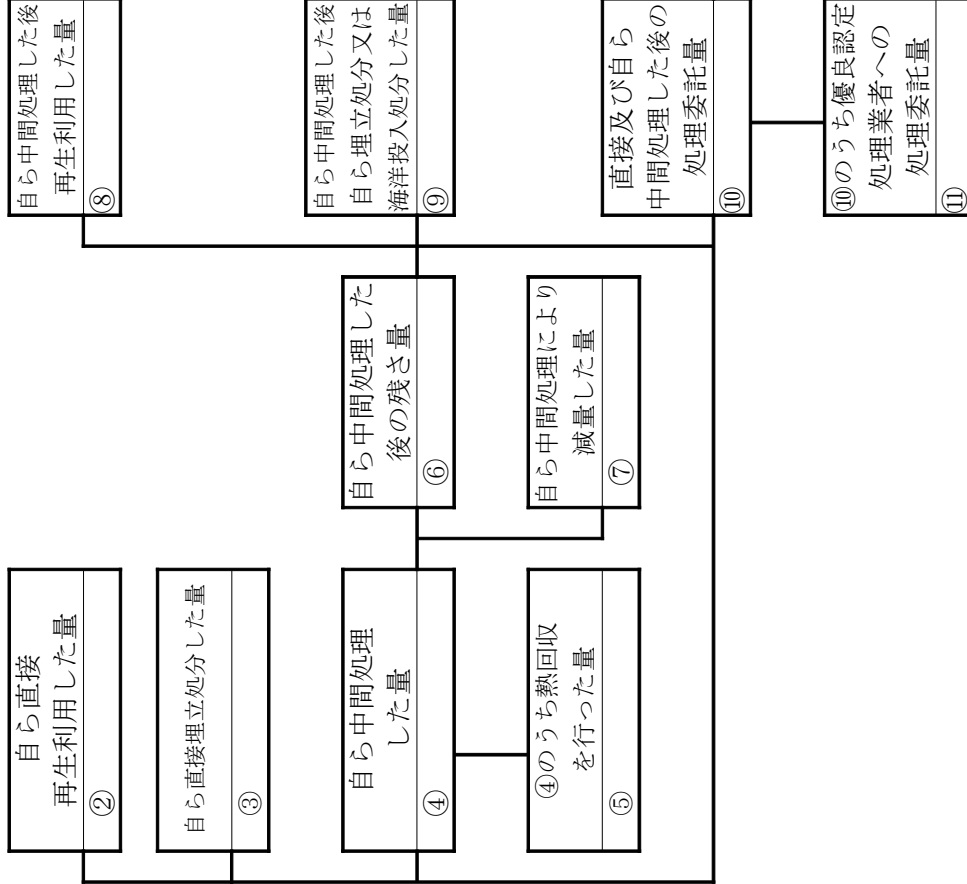 自ら直接
再生利用した量
②
自ら直接埋立処分した量
③
自ら中間処理
した量
④
④のうち熱回収
を行った量
⑤
自ら中間処理した
後の残さ量
⑥
自ら中間処理により
減量した量
⑦
自ら中間処理した後
再生利用した量
⑧
自ら中間処理した後
自ら埋立処分又は
海洋投入処分した量
⑨
直接及び自ら
中間処理した後の
処理委託量
⑩
⑩のうち優良認定
処理業者への
処理委託量
⑪